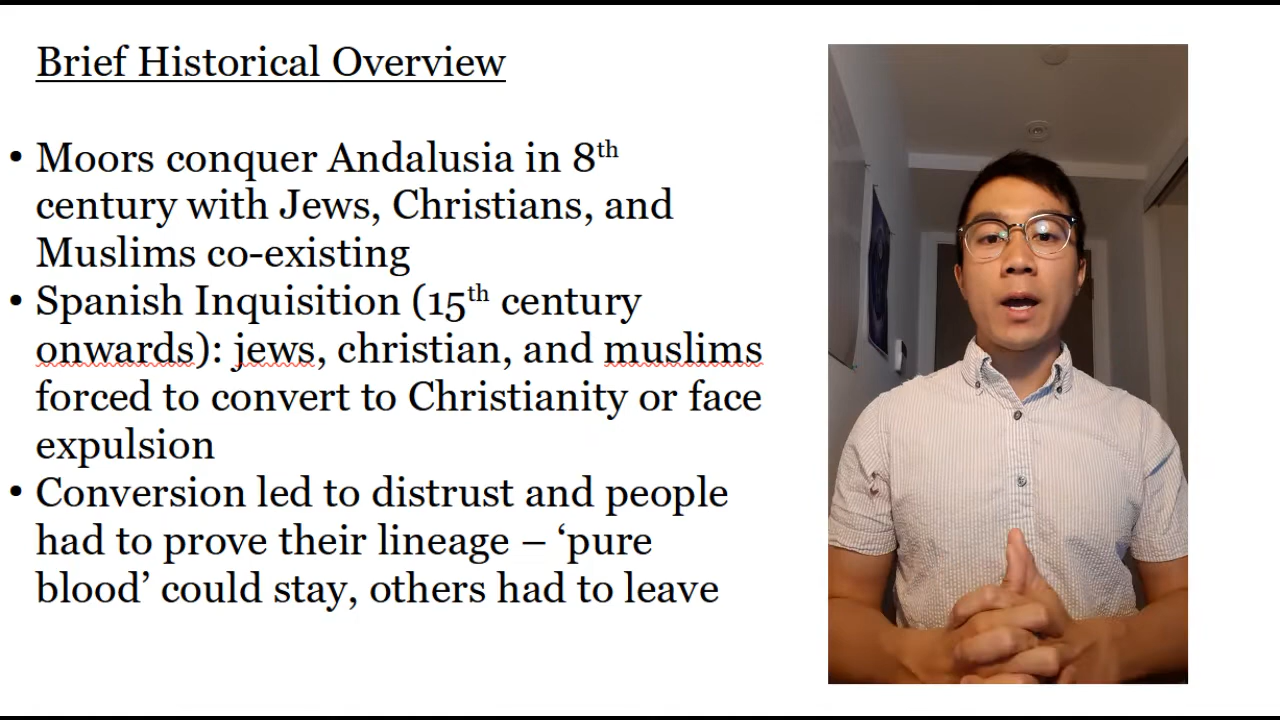 Brief Historical Overview
• Moors conquer Andalusia in 8th
century with Jews, Christians, and
Muslims co-existing
• Spanish Inquisition (15th century
onwards): jews, christian, and muslims
forced to convert to Christianity or face
expulsion
• Conversion led to distrust and people
had to prove their lineage – ‘pure
blood’ could stay, others had to leave